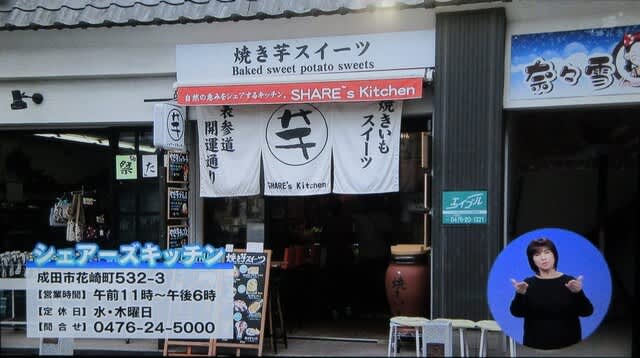 焼き芋スイーツ
Baked sweet potato sweets
自然の恵みをシェアするキッチン。SHARE's Kitchen
表参道
開運通り
芋
SHARE's Kitchen
焼きいも
スイーツ
奈々雪
エイブル
0476-20-1321
焼き芋スイーツ
焼きいも
シェアーズキッチン
成田市花崎町532-3
【営業時間】午前11時〜午後6時
【定休日】水・木曜日
【問合せ】0476-24-5000